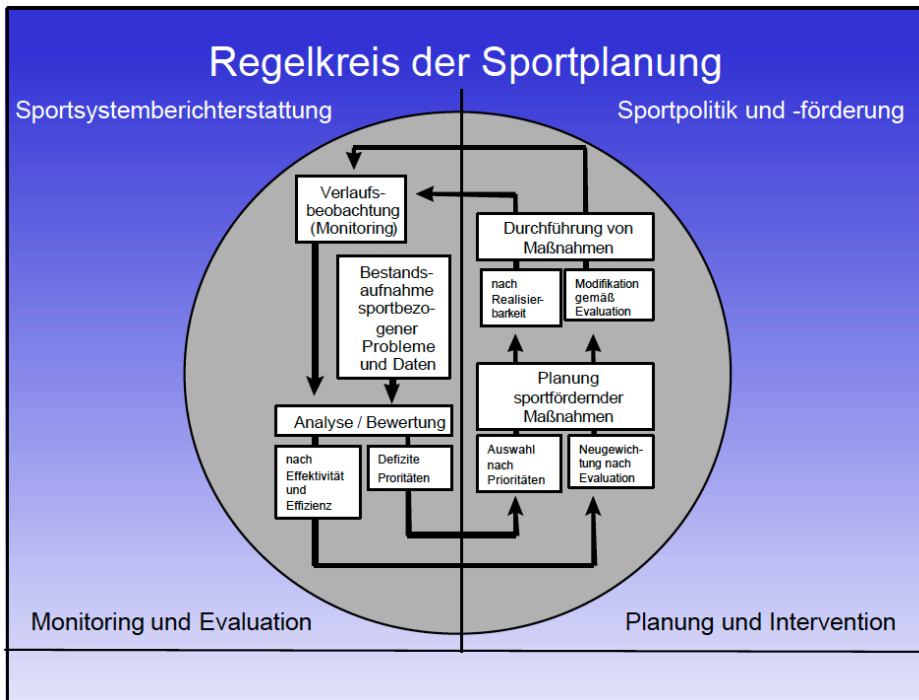 Regelkreis der Sportplanung
Sportsystemberichterstattung
Sportpolitik und -förderung
Verlaufs-
beobachtung
(Monitoring)
Bestands-
aufnahme
sportbezo-
gener
Probleme
und Daten
Analyse / Bewertung
nach
Effektivität
und
Effizienz
Defizite
Proritäten
Durchführung von
Maßnahmen
nach
Realisier-
barkeit
Modifikation
gemäß
Evaluation
Planung
sportfördernder
Maßnahmen
Auswahl
nach
Prioritäten
Neugewich-
tung nach
Evaluation
Monitoring und Evaluation
Planung und Intervention